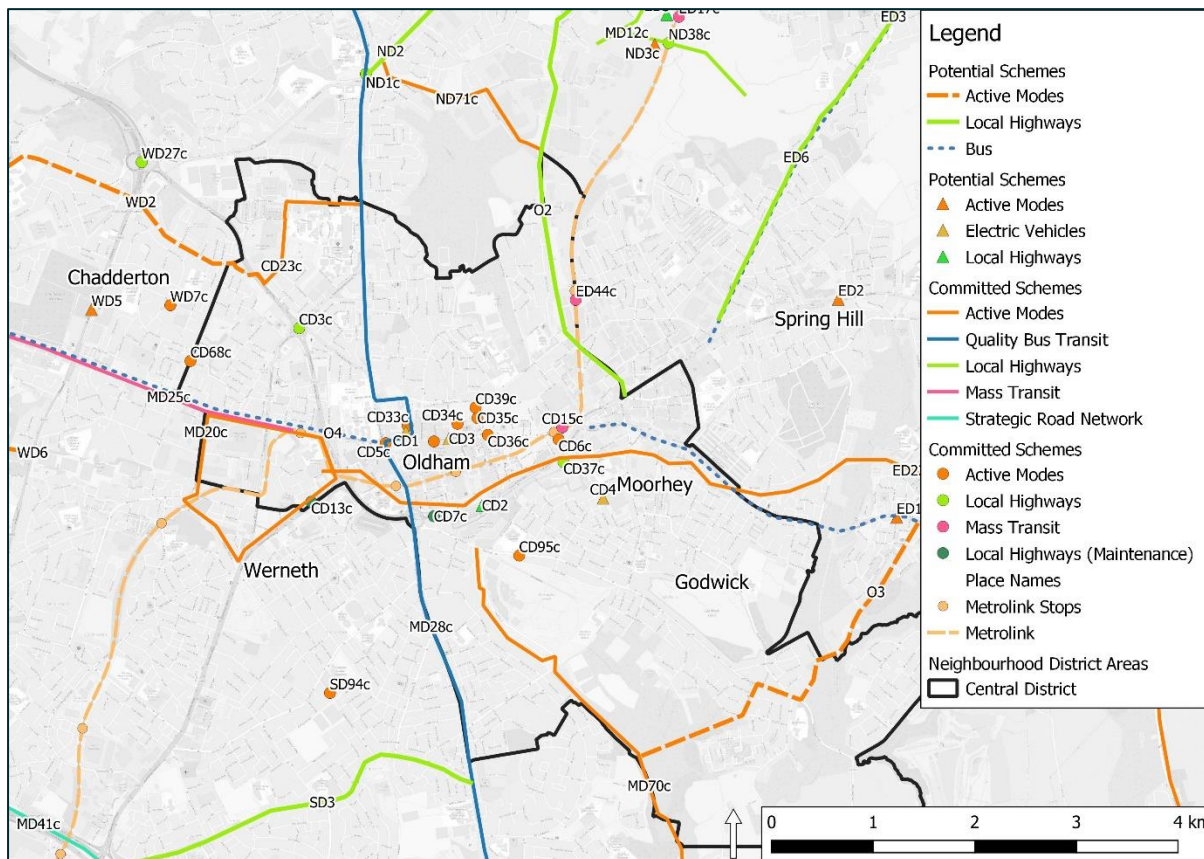 ED17c
ED3
MD12c
ND38c
ND3c
ND2
ND1c
ND71c
WD27c
ED6
WD2
O2
CD23c
Chadderton
WD5
WD7c
CD3c
ED44c
ED2
Spring Hill
CD68c
MD25c
MD20c
O4
CD33c
CD34c
CD39c
CD35c
CD15c
CD1
CD3
CD36c
CD6c
CD5c
Oldham
WD6
CD37c
Moorhey
CD4
CD13c
CD7c
CD2
ED1
Werneth
CD95c
Godwick
O3
MD28c
SD94c
SD3
MD70c
MD41c
Legend
Potential Schemes
Active Modes
Local Highways
Bus
Potential Schemes
Active Modes
Electric Vehicles
Local Highways
Committed Schemes
Active Modes
Quality Bus Transit
Local Highways
Mass Transit
Strategic Road Network
Committed Schemes
Active Modes
Local Highways
Mass Transit
Local Highways (Maintenance)
Place Names
Metrolink Stops
Metrolink
Neighbourhood District Areas
Central District
0 1 2 3 4 km